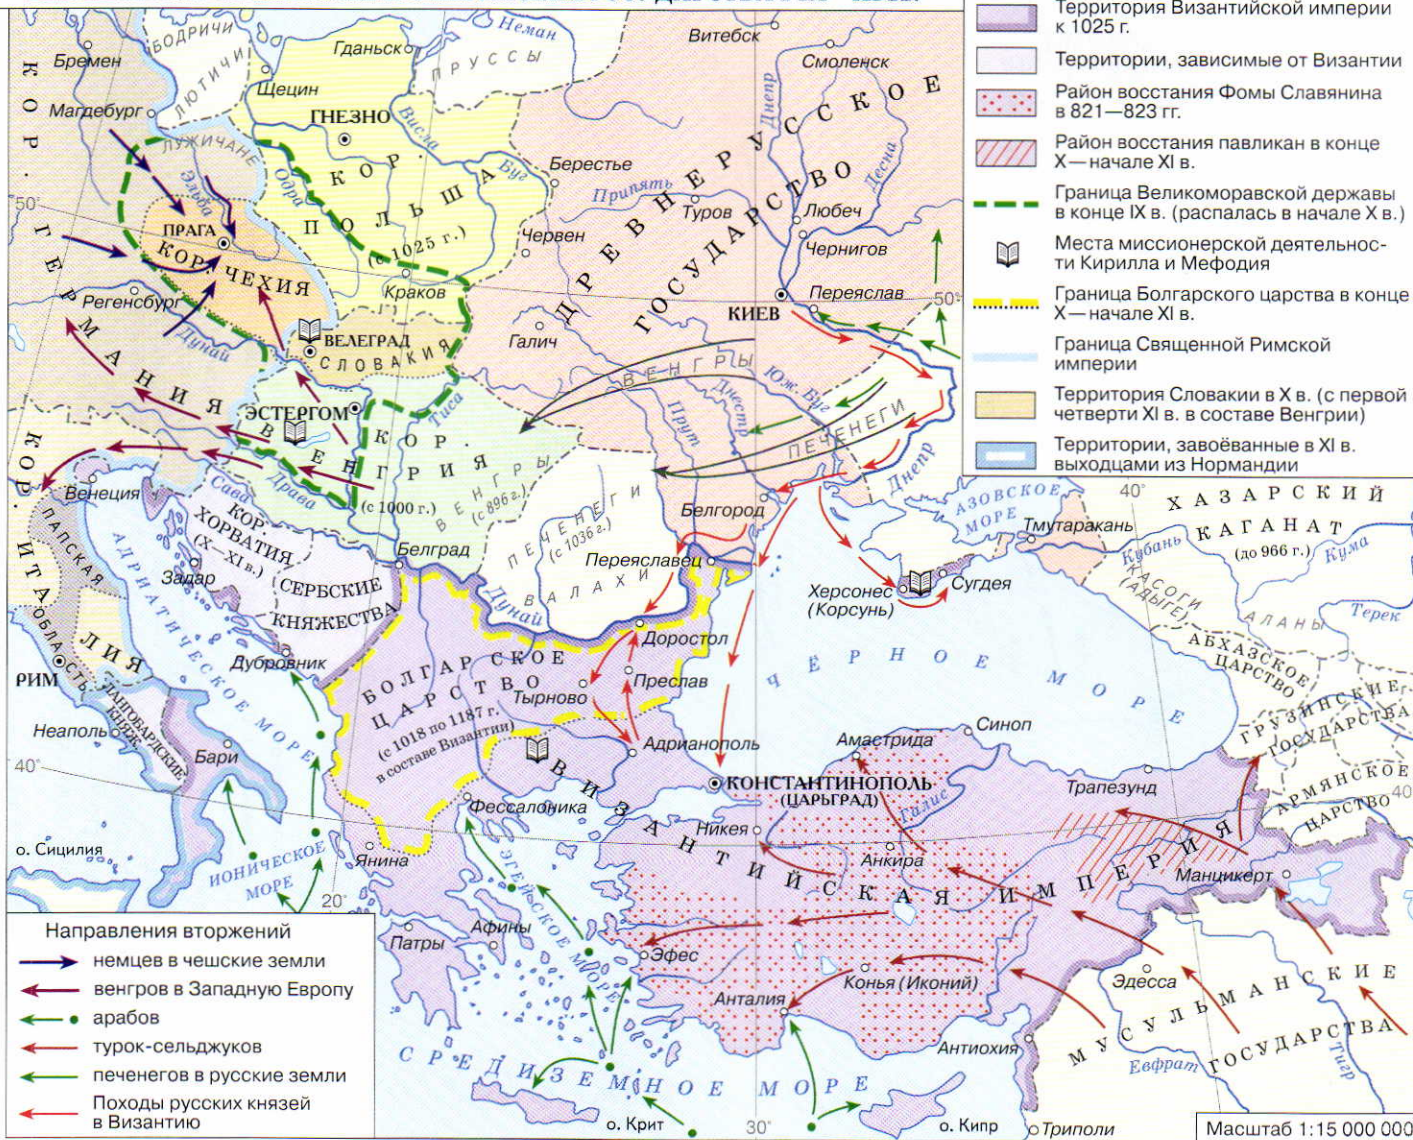 Территория Византийской империи
к 1025 г.
Территории, зависимые от Византии
Район восстания Фомы Славянина
в 821—823 гг.
Район восстания павликан в конце
X—начале XI в.
Граница Великоморавской державы
в конце IX в. (распалась в начале X в.)
Места миссионерской деятельнос-
ти Кирилла и Мефодия
Граница Болгарского царства в конце
X—начале XI в.
Граница Священной Римской
империи
Территория Словакии в X в. (с первой
четверти XI в. в составе Венгрии)
Территории, завоёванные в XI в.
выходцами из Нормандии
БОДРИЧИ
ЛЮТИЧИ
Бремен
Магдебург
Щецин
Гданьск
Неман
ПРУССЫ
Витебск
Смоленск
Днепр
Десна
ГНЕЗНО
Висла
Буг
КОР.
ПОЛЬША
(с 1025 г.)
ЛУЖИЧАНЕ
Эльба
Одра
Берестье
Припять
Туров
Любеч
Чернигов
Червен
ДРЕВНЕРУССКОЕ
ГОСУДАРСТВО
50°
КОР.
ГЕРМАНИЯ
ПРАГА
КОР. ЧЕХИЯ
Регенсбург
Дунай
Краков
ВЕЛЕГРАД
СЛОВАКИЯ
Галич
КИЕВ
Переяслав
50°
ВЕНГРЫ
Днестр
Юж. Буг
Прут
ПЕЧЕНЕГИ
Днепр
ЭСТЕРГОМ
Тиса
КОР.
ВЕНГРИЯ
(с 1000 г.)
ВЕНГРЫ
(с 896 г.)
Драва
Сава
КОР. ИТАЛИЯ
Венеция
ПАПСКАЯ
ОБЛАСТЬ
АДРИАТИЧЕСКОЕ МОРЕ
КОР.
ХОРВАТИЯ
(X—XI в.)
Задар
СЕРБСКИЕ
КНЯЖЕСТВА
Белград
Дубровник
ПЕЧЕНЕГИ
(с 1036 г.)
ВАЛАХИ
Дунай
Белгород
Переяславец
Доростол
Преслав
Тырново
Адрианополь
БОЛГАРСКОЕ
ЦАРСТВО
(с 1018 по 1187 г.
в составе Византии)
АЗОВСКОЕ
МОРЕ
Тмутаракань
Херсонес
(Корсунь)
Сугдея
40°
ХАЗАРСКИЙ
КАГАНАТ
(до 966 г.)
Кубань
Кума
КАСОГИ
(АДЫГЕ)
АЛАНЫ
Терек
АБХАЗСКОЕ
ЦАРСТВО
ГРУЗИНСКИЕ
ГОСУДАРСТВА
АРМЯНСКОЕ
ЦАРСТВО
40°
ЧЁРНОЕ МОРЕ
РИМ
ЛАНГОБАРДСКИЕ
КНЯЖ.
Неаполь
Бари
40°
о. Сицилия
ИОНИЧЕСКОЕ
МОРЕ
20°
Фессалоника
Янина
Патры
Афины
ЭГЕЙСКОЕ МОРЕ
КОНСТАНТИНОПОЛЬ
(ЦАРЬГРАД)
Никея
Амастрида
Синоп
Галис
Анкира
Трапезунд
Манцикерт
ВИЗАНТИЙСКАЯ ИМПЕРИЯ
Эфес
Анталия
Конья (Иконий)
Эдесса
Антиохия
Евфрат
Тигр
МУСУЛЬМАНСКИЕ
ГОСУДАРСТВА
СРЕДИЗЕМНОЕ МОРЕ
о. Крит
30°
о. Кипр
Триполи
Масштаб 1:15 000 000
Направления вторжений
немцев в чешские земли
венгров в Западную Европу
арабов
турок-сельджуков
печенегов в русские земли
Походы русских князей
в Византию